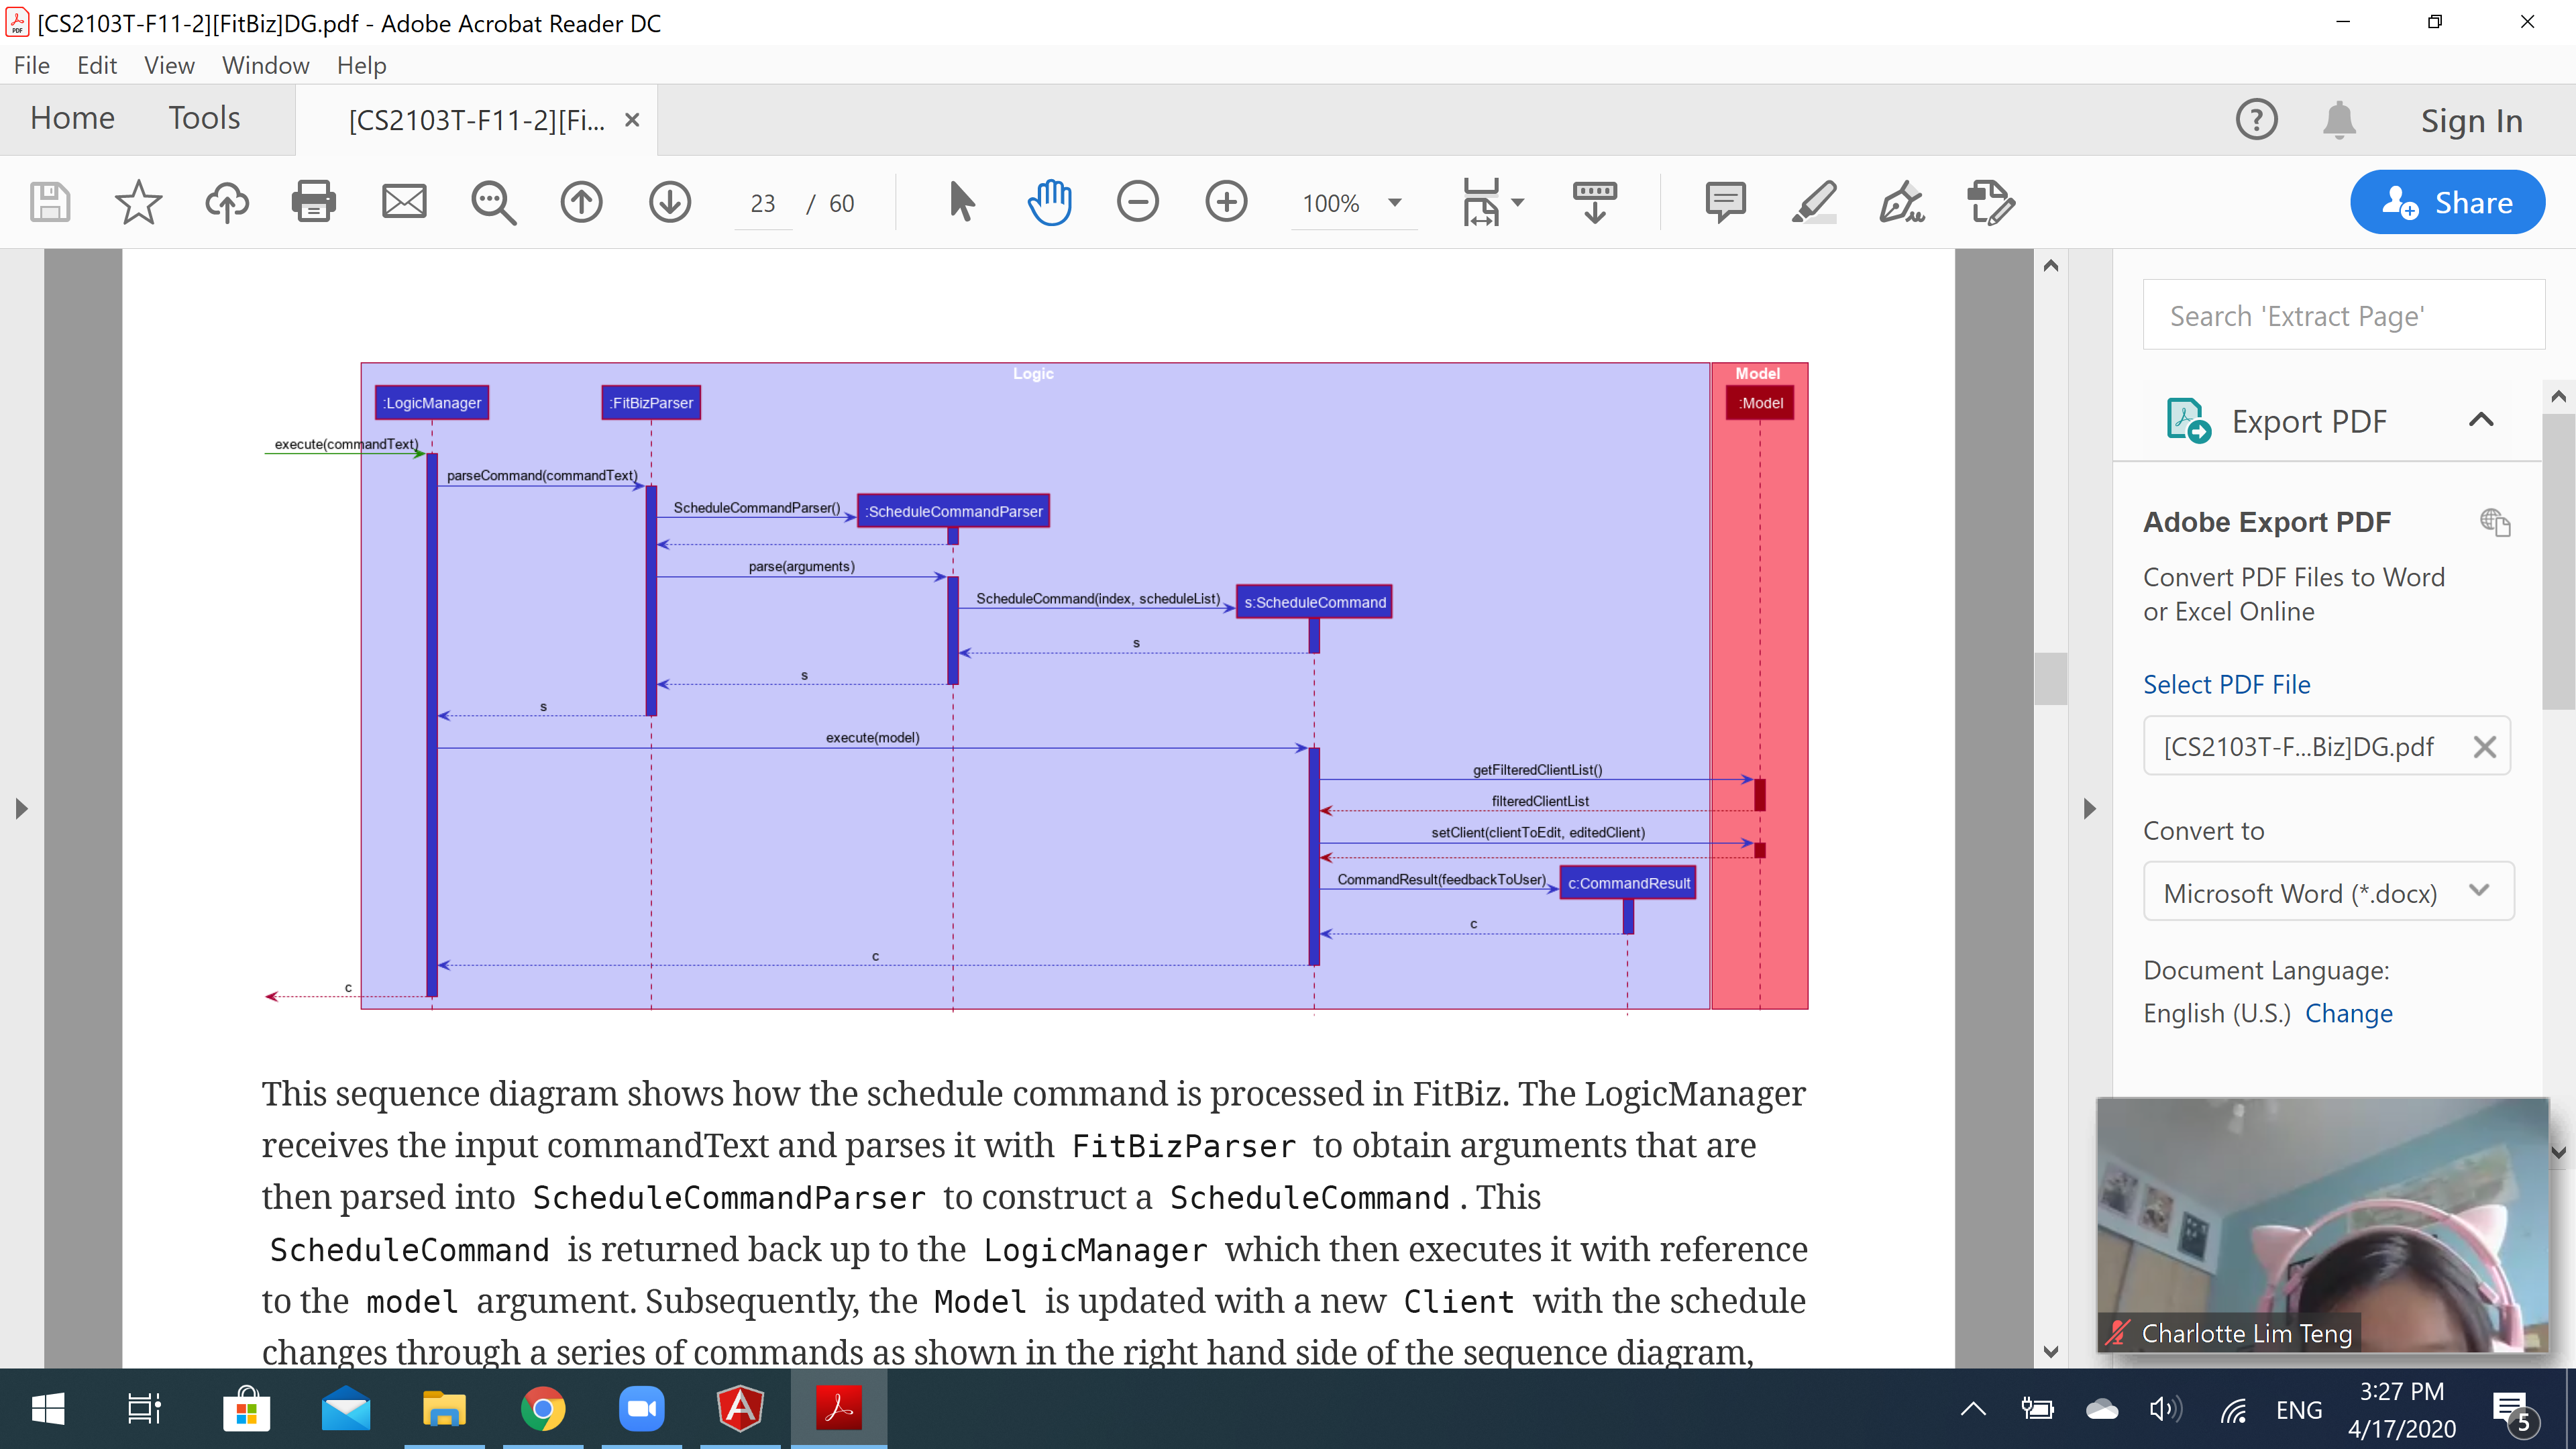 [CS2103T-F11-2][FitBiz]DG.pdf - Adobe Acrobat Reader DC
File Edit View Window Help
Home Tools [CS2103T-F11-2][Fi... × ? Sign In
23 / 60 100% Share
Search 'Extract Page'
Export PDF
Adobe Export PDF
Convert PDF Files to Word
or Excel Online
Select PDF File
[CS2103T-F...Biz]DG.pdf
Convert to
Microsoft Word (*.docx)
Document Language:
English (U.S.) Change
Logic
Model
:LogicManager
:FitBizParser
:Model
execute(commandText)
parseCommand(commandText)
ScheduleCommandParser()
:ScheduleCommandParser
parse(arguments)
ScheduleCommand(index, scheduleList)
s:ScheduleCommand
s
s
s
execute(model)
getFilteredClientList()
filteredClientList
setClient(clientToEdit, editedClient)
CommandResult(feedbackToUser)
c:CommandResult
c
c
c
This sequence diagram shows how the schedule command is processed in FitBiz. The LogicManager
receives the input commandText and parses it with FitBizParser to obtain arguments that are
then parsed into ScheduleCommandParser to construct a ScheduleCommand . This
ScheduleCommand is returned back up to the LogicManager which then executes it with reference
to the model argument. Subsequently, the Model is updated with a new Client with the schedule
changes through a series of commands as shown in the right hand side of the sequence diagram,
Charlotte Lim Teng
ENG
3:27 PM
4/17/2020
5